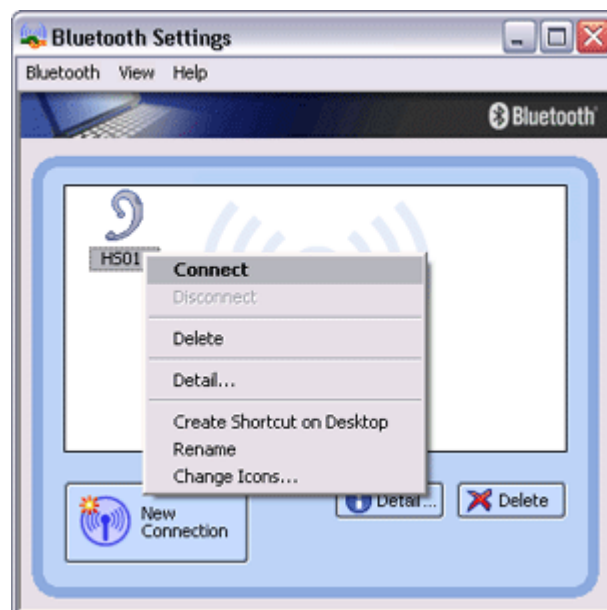 Bluetooth Settings
Bluetooth View Help
Bluetooth
HS01
Connect
Disconnect
Delete
Detail...
Create Shortcut on Desktop
Rename
Change Icons...
New
Connection
Detail...
Delete